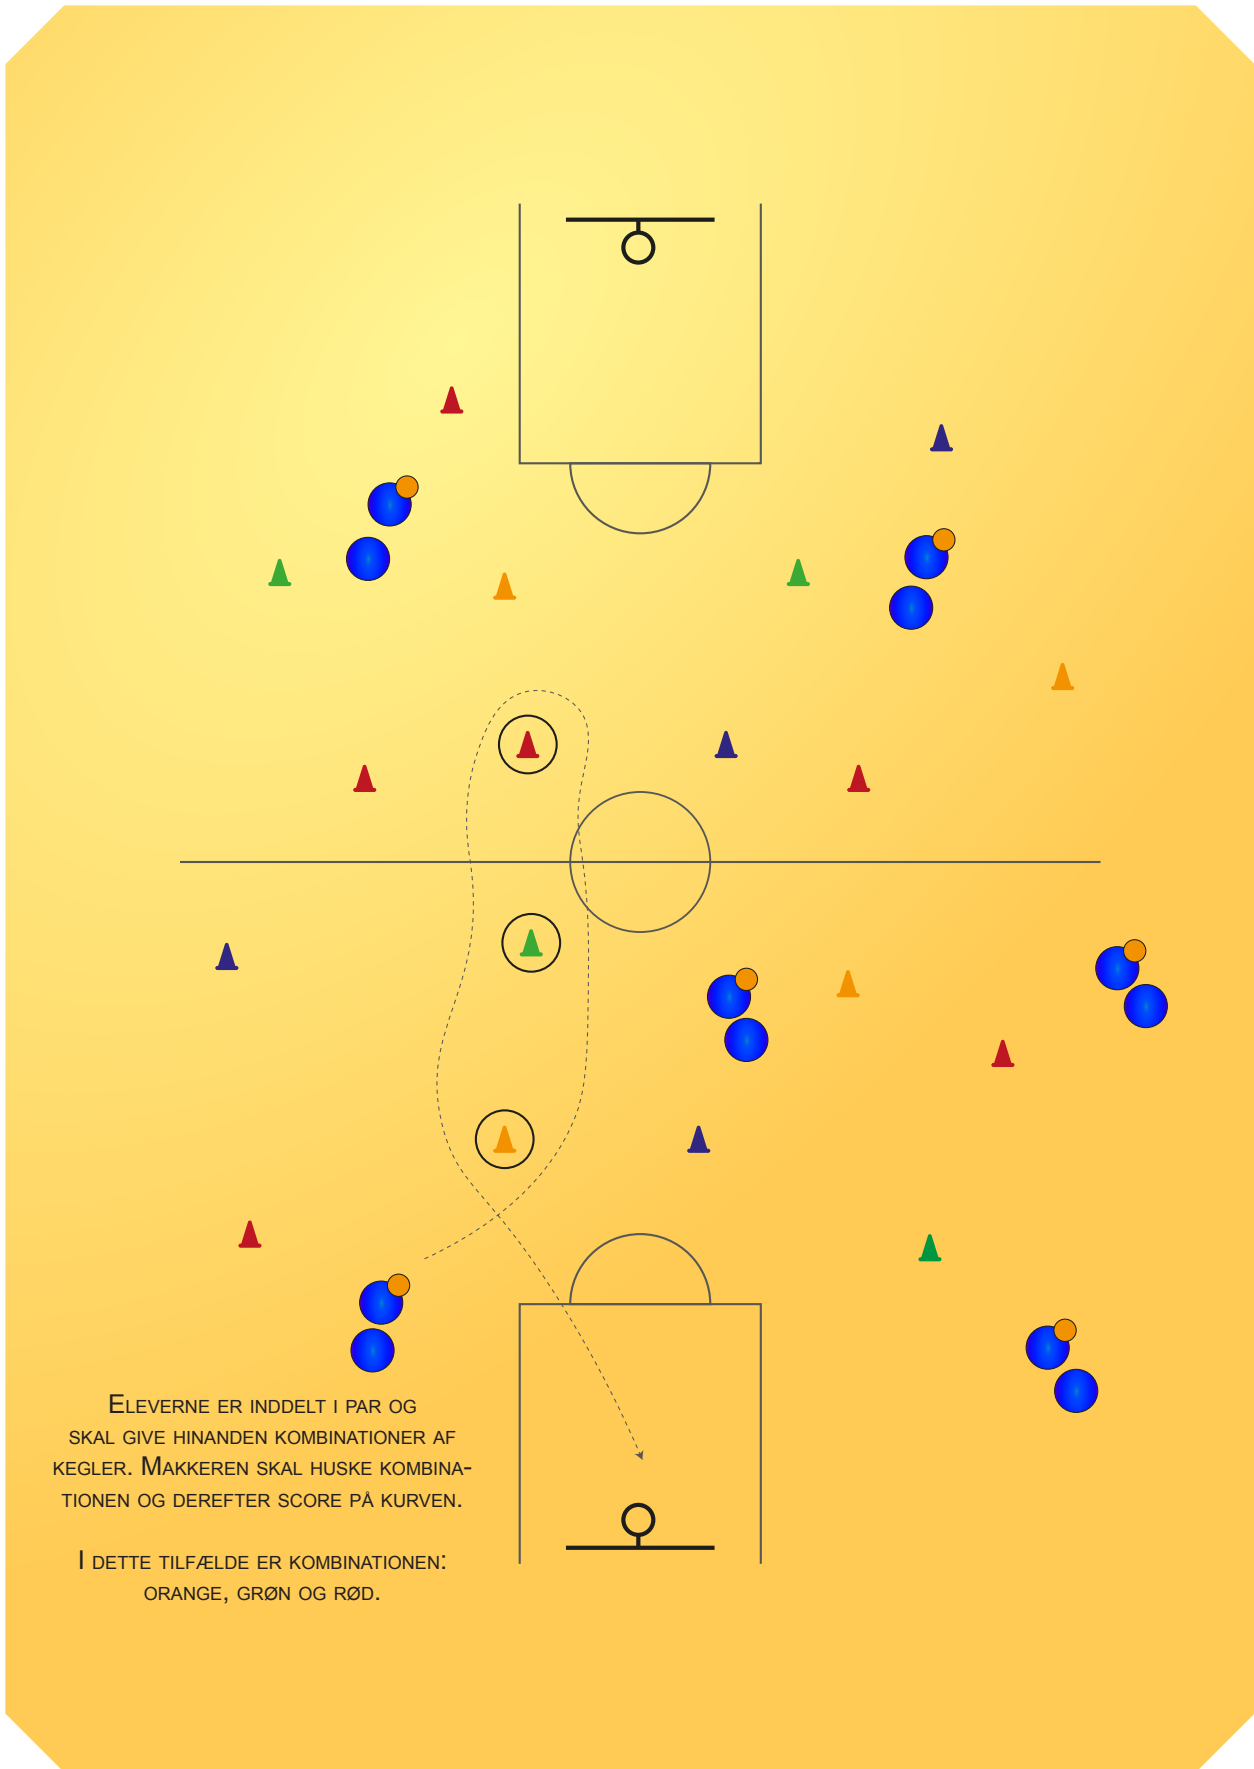 Eleverne er inddelt i par og
skal give hinanden kombinationer af
kegler. Makkeren skal huske kombina-
tionen og derefter score på kurven.
I dette tilfælde er kombinationen:
orange, grøn og rød.